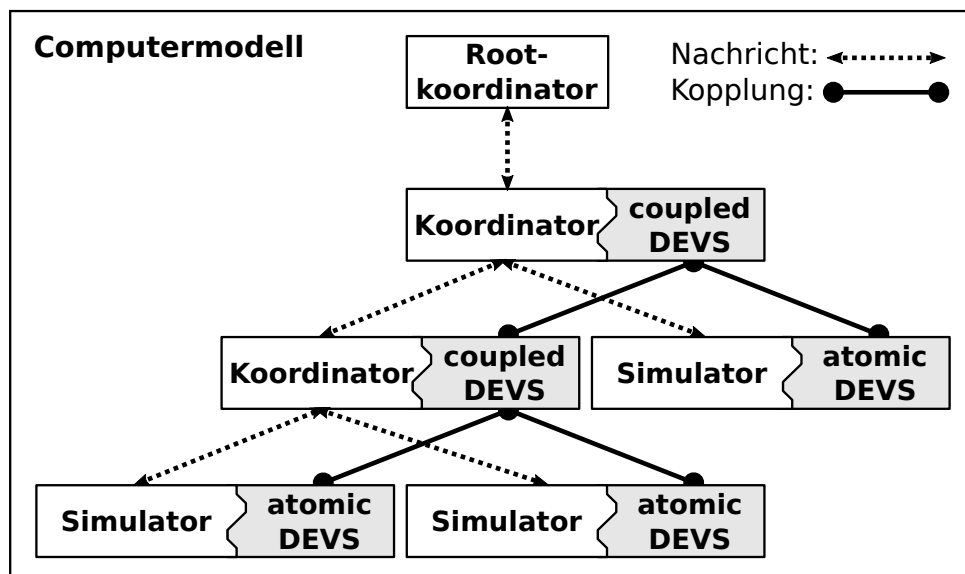 Computermodell
Root-
koordinator
Nachricht:
Kopplung:
Koordinator
coupled
DEVS
Koordinator
coupled
DEVS
Simulator
atomic
DEVS
Simulator
atomic
DEVS
Simulator
atomic
DEVS